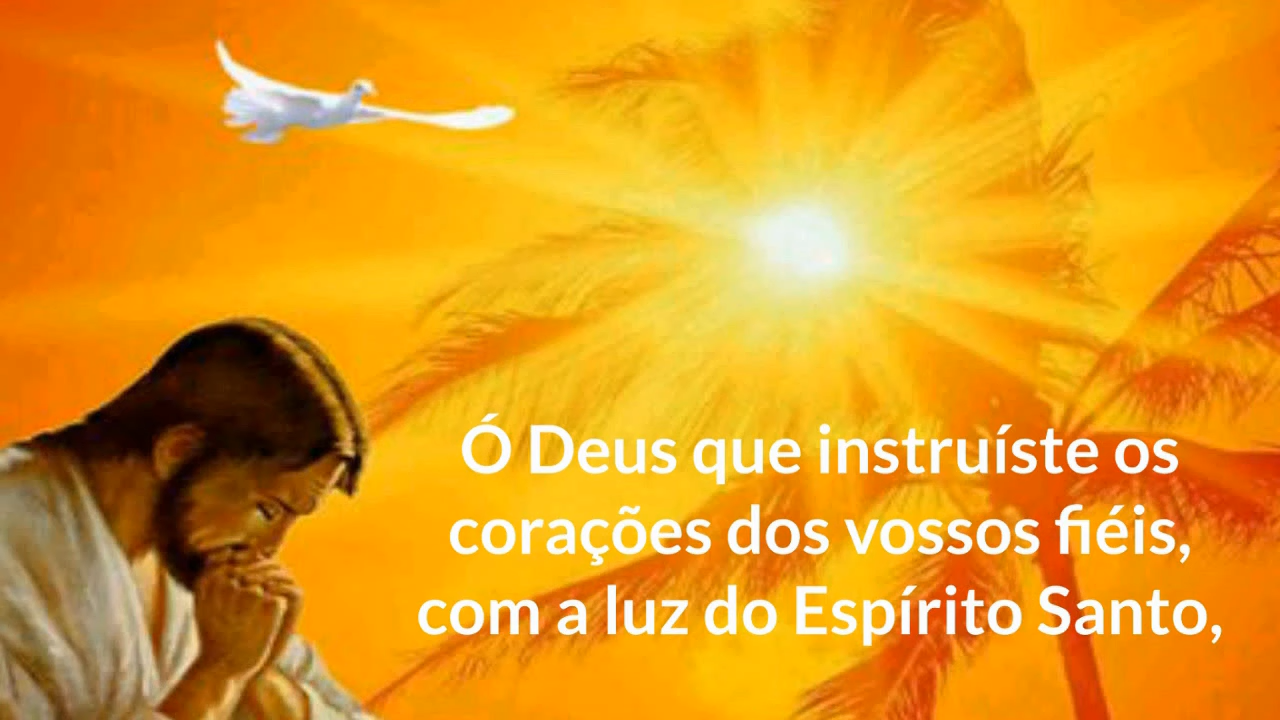 Ó Deus que instruíste os
corações dos vossos fiéis,
com a luz do Espírito Santo,